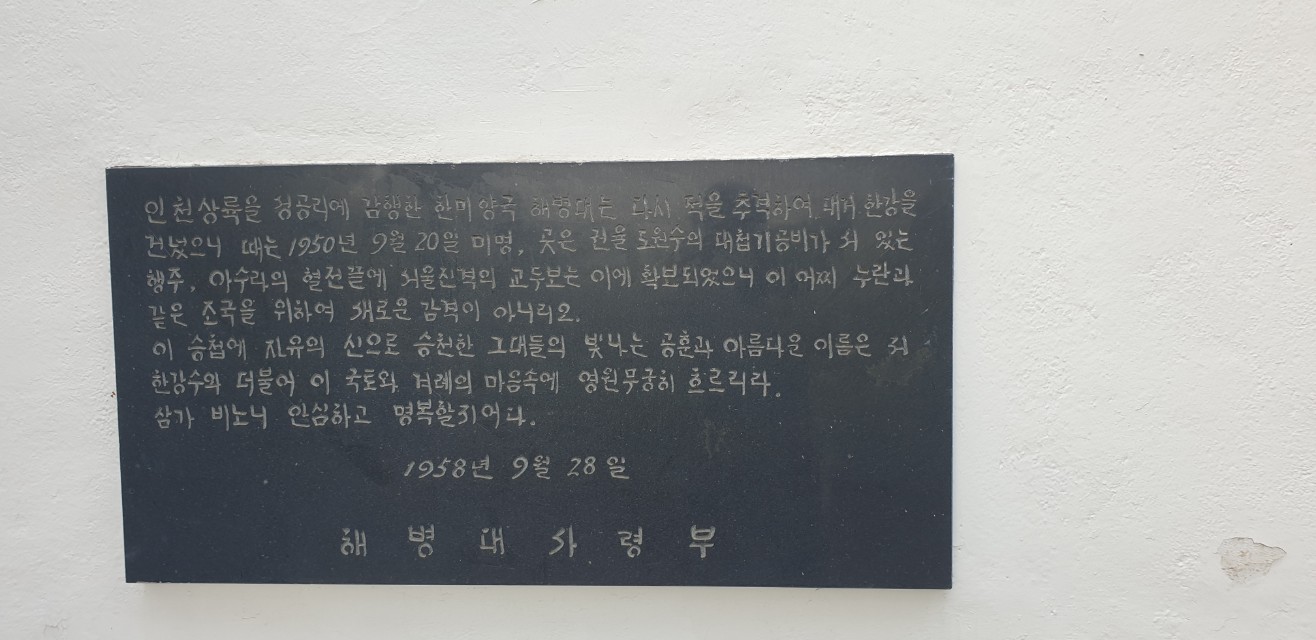 인천상륙을 성공리에 감행한 한미양국 해병대는 다시 적을 추격하여 대거 한강을
건넜으니 때는 1950년 9월 20일 미명, 곳은 권율 도원수의 대첩기공비가 서 있는
행주, 아수라의 혈전끝에 서울진격의 교두보는 이에 확보되었으니 이 어찌 누란과
같은 조국을 위하여 새로운 감격이 아니리오.
이 승첩에 자유의 신으로 승천한 그대들의 빛나는 공훈과 아름다운 이름은 저
한강수와 더불어 이 국토와 겨레의 마음속에 영원무궁히 흐르리라.
삼가 비노니 안심하고 명복할지어다.
1958년 9월 28일
해병대사령부